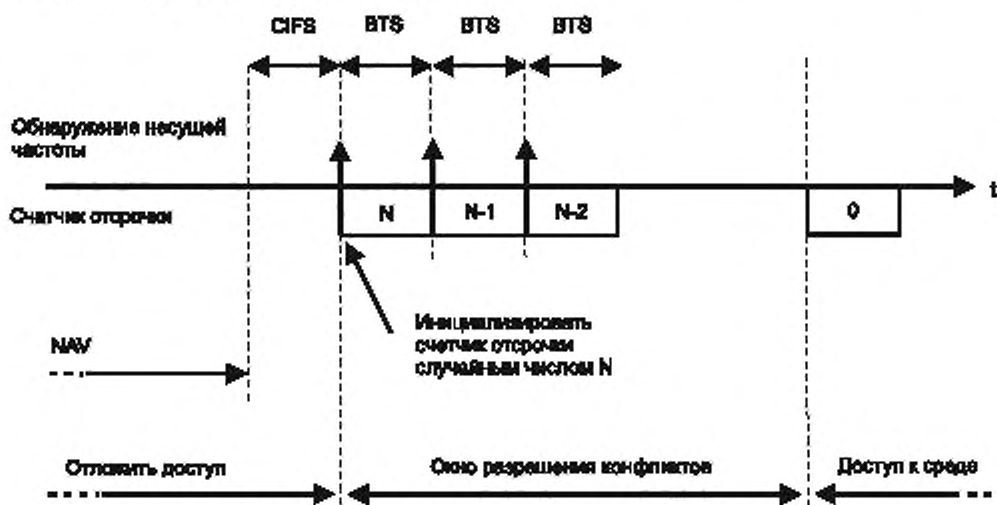 CIFS
BTS
BTS
BTS
Обнаружение несущей
частоты
t
Счетчик отсрочки
N
N-1
N-2
0
Инициализировать
счетчик отсрочки
случайным числом N
NAV
Отложить доступ
Окно разрешения конфликтов
Доступ к среде